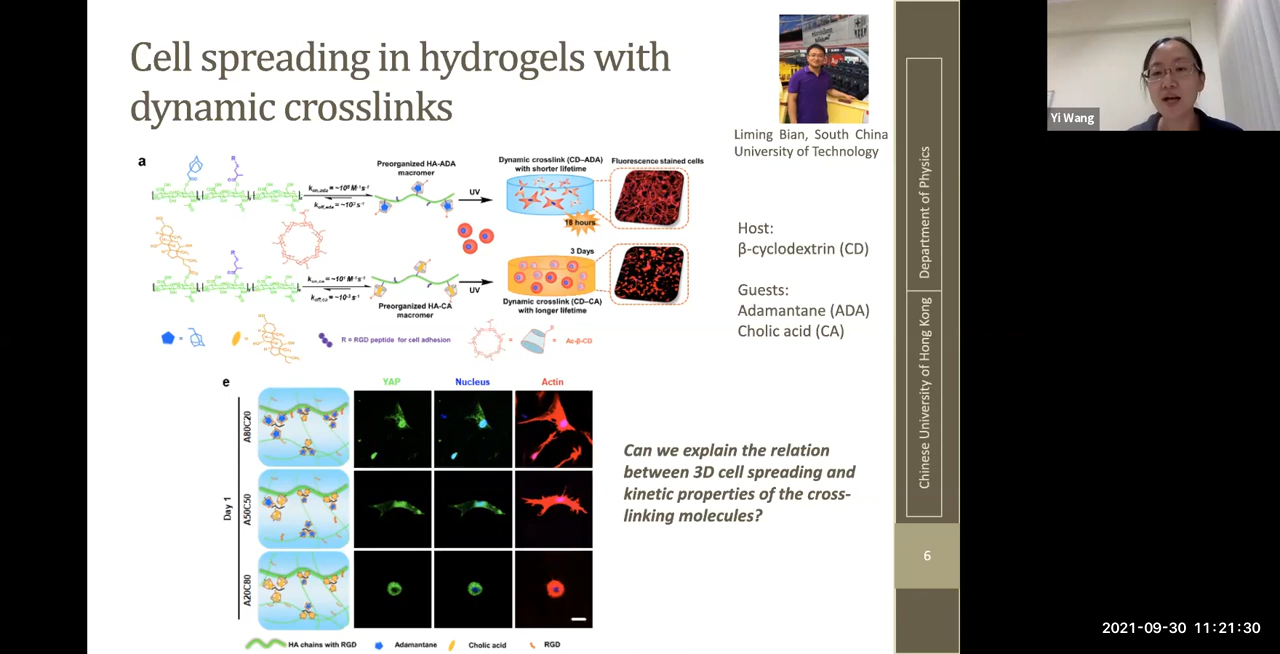 Cell spreading in hydrogels with
dynamic crosslinks
Liming Bian, South China
University of Technology
Yi Wang
a
Preorganized HA-ADA
macromer
UV
Dynamic crosslink (CD–ADA)
with shorter lifetime
Fluorescence stained cells
18 hours
3 Days
Preorganized HA-CA
macromer
UV
Dynamic crosslink (CD–CA)
with longer lifetime
R = RGD peptide for cell adhesion
Ac-β-CD
Host:
β-cyclodextrin (CD)
Guests:
Adamantane (ADA)
Cholic acid (CA)
e
YAP
Nucleus
Actin
Day 1
A80C20
A50C50
A20C80
HA chains with RGD
Adamantane
Cholic acid
RGD
Can we explain the relation
between 3D cell spreading and
kinetic properties of the cross-
linking molecules?
Department of Physics
Chinese University of Hong Kong
6
2021-09-30 11:21:30